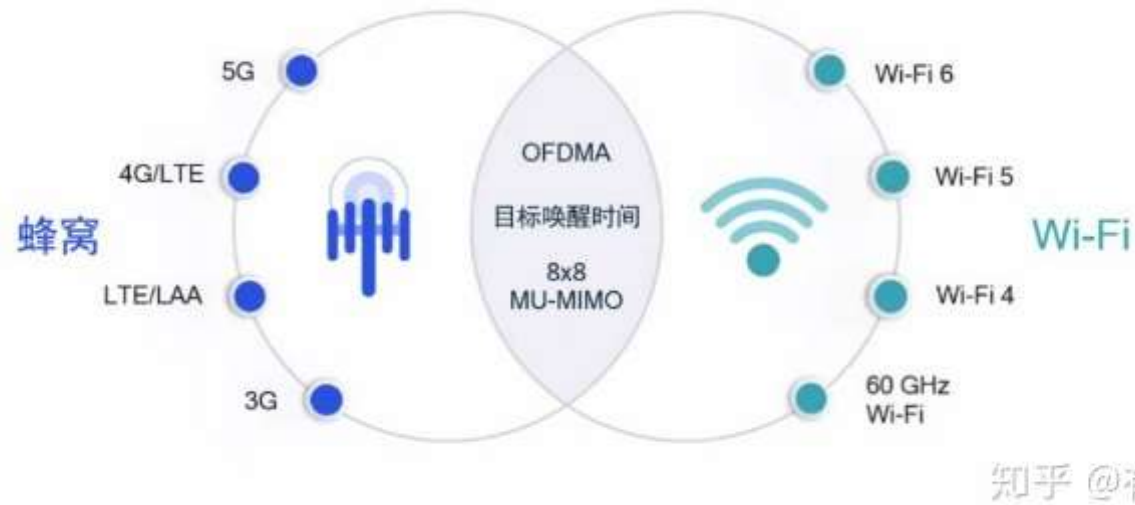 5G
4G/LTE
蜂窝
LTE/LAA
3G
OFDMA
目标唤醒时间
8x8
MU-MIMO
Wi-Fi 6
Wi-Fi 5
Wi-Fi
Wi-Fi 4
60 GHz
Wi-Fi
知乎 @